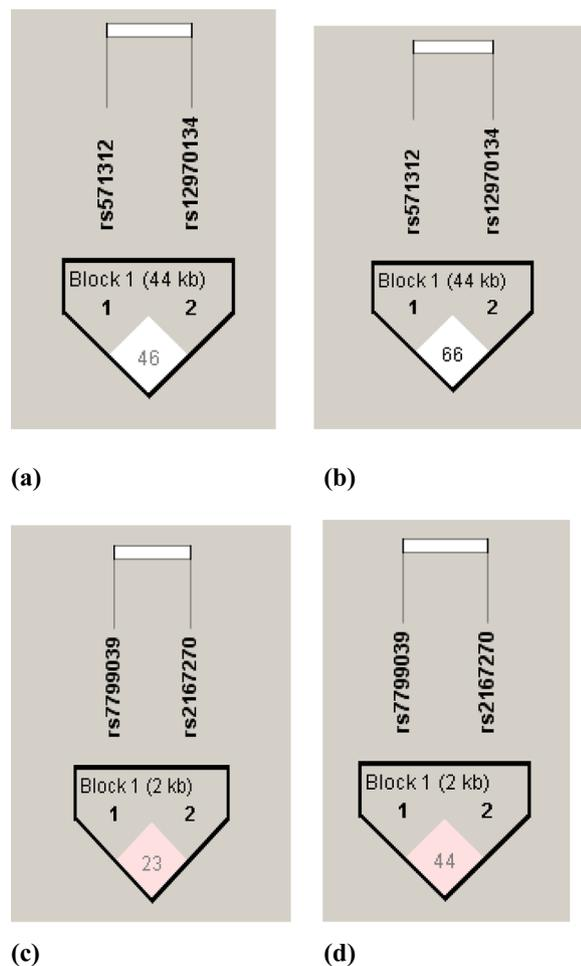 rs571312
rs12970134
Block 1 (44 kb)
1 2
46
rs571312
rs12970134
Block 1 (44 kb)
1 2
66
(a) (b)
rs7799039
rs2167270
Block 1 (2 kb)
1 2
23
rs7799039
rs2167270
Block 1 (2 kb)
1 2
44
(c) (d)